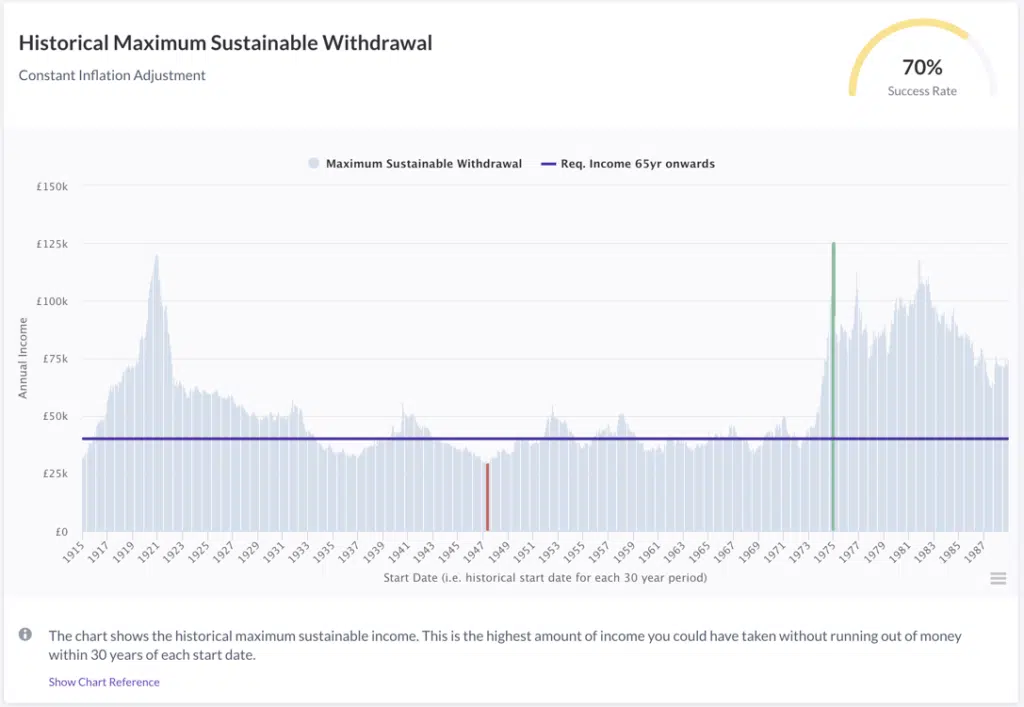 Historical Maximum Sustainable Withdrawal
Constant Inflation Adjustment
70%
Success Rate
Maximum Sustainable Withdrawal
Req. Income 65yr onwards
£150k
£125k
£100k
£75k
£50k
£25k
£0
Annual Income
1915
1917
1919
1921
1923
1925
1927
1929
1931
1933
1935
1937
1939
1941
1943
1945
1947
1949
1951
1953
1955
1957
1959
1961
1963
1965
1967
1969
1971
1973
1975
1977
1979
1981
1983
1985
1987
Start Date (i.e. historical start date for each 30 year period)
The chart shows the historical maximum sustainable income. This is the highest amount of income you could have taken without running out of money
within 30 years of each start date.
Show Chart Reference